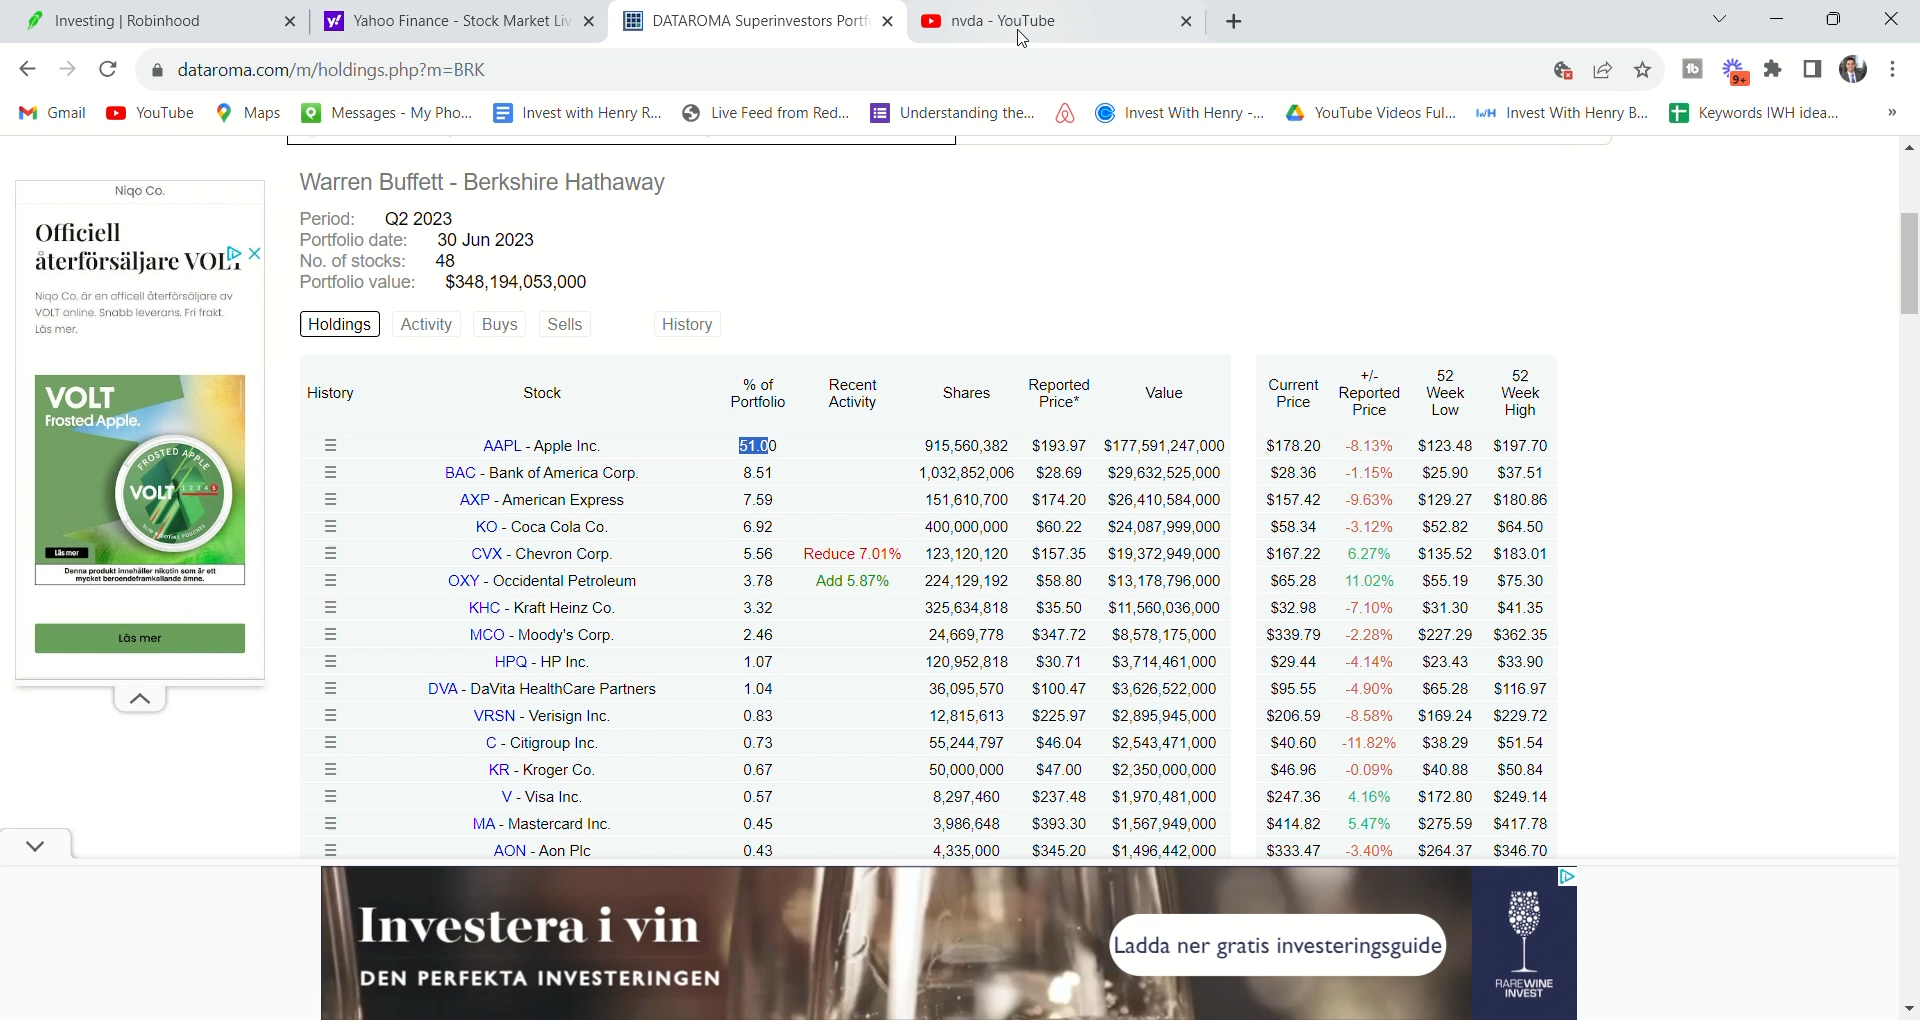 Investing | Robinhood
Yahoo Finance - Stock Market Liv
DATAROMA Superinvestors Portf
nvda - YouTube
dataroma.com/m/holdings.php?m=BRK
9+
Gmail YouTube Maps Messages - My Pho... Invest with Henry R... Live Feed from Red... Understanding the... Invest With Henry -... YouTube Videos Ful... IWH Invest With Henry B... Keywords IWH idea... »
Niqo Co.
Officiell
återförsäljare
Niqo Co. är en officell återförsäljare av
VOLT online. Snabb leverans. Fri frakt.
Läs mer.
VOLT
Frosted Apple.
FROSTED APPLE
VOLT 1 2 3 4 5
Läs mer
Denna produkt innehåller nikotin som är ett
mycket beroendeframkallande ämne.
Läs mer
Warren Buffett - Berkshire Hathaway
Period: Q2 2023
Portfolio date: 30 Jun 2023
No. of stocks: 48
Portfolio value: $348,194,053,000
Holdings Activity Buys Sells History
History Stock % of Portfolio Recent Activity Shares Reported Price* Value Current Price +/- Reported Price 52 Week Low 52 Week High
≡ AAPL - Apple Inc. 51.00 915,560,382 $193.97 $177,591,247,000 $178.20 -8.13% $123.48 $197.70
≡ BAC - Bank of America Corp. 8.51 1,032,852,006 $28.69 $29,632,525,000 $28.36 -1.15% $25.90 $37.51
≡ AXP - American Express 7.59 151,610,700 $174.20 $26,410,584,000 $157.42 -9.63% $129.27 $180.86
≡ KO - Coca Cola Co. 6.92 400,000,000 $60.22 $24,087,999,000 $58.34 -3.12% $52.82 $64.50
≡ CVX - Chevron Corp. 5.56 Reduce 7.01% 123,120,120 $157.35 $19,372,949,000 $167.22 6.27% $135.52 $183.01
≡ OXY - Occidental Petroleum 3.78 Add 5.87% 224,129,192 $58.80 $13,178,796,000 $65.28 11.02% $55.19 $75.30
≡ KHC - Kraft Heinz Co. 3.32 325,634,818 $35.50 $11,560,036,000 $32.98 -7.10% $31.30 $41.35
≡ MCO - Moody's Corp. 2.46 24,669,778 $347.72 $8,578,175,000 $339.79 -2.28% $227.29 $362.35
≡ HPQ - HP Inc. 1.07 120,952,818 $30.71 $3,714,461,000 $29.44 -4.14% $23.43 $33.90
≡ DVA - DaVita HealthCare Partners 1.04 36,095,570 $100.47 $3,626,522,000 $95.55 -4.90% $65.28 $116.97
≡ VRSN - Verisign Inc. 0.83 12,815,613 $225.97 $2,895,945,000 $206.59 -8.58% $169.24 $229.72
≡ C - Citigroup Inc. 0.73 55,244,797 $46.04 $2,543,471,000 $40.60 -11.82% $38.29 $51.54
≡ KR - Kroger Co. 0.67 50,000,000 $47.00 $2,350,000,000 $46.96 -0.09% $40.88 $50.84
≡ V - Visa Inc. 0.57 8,297,460 $237.48 $1,970,481,000 $247.36 4.16% $172.80 $249.14
≡ MA - Mastercard Inc. 0.45 3,986,648 $393.30 $1,567,949,000 $414.82 5.47% $275.59 $417.78
≡ AON - Aon Plc 0.43 4,335,000 $345.20 $1,496,442,000 $333.47 -3.40% $264.37 $346.70
Investera i vin
DEN PERFEKTA INVESTERINGEN
Ladda ner gratis investeringsguide
RAREWINE
INVEST